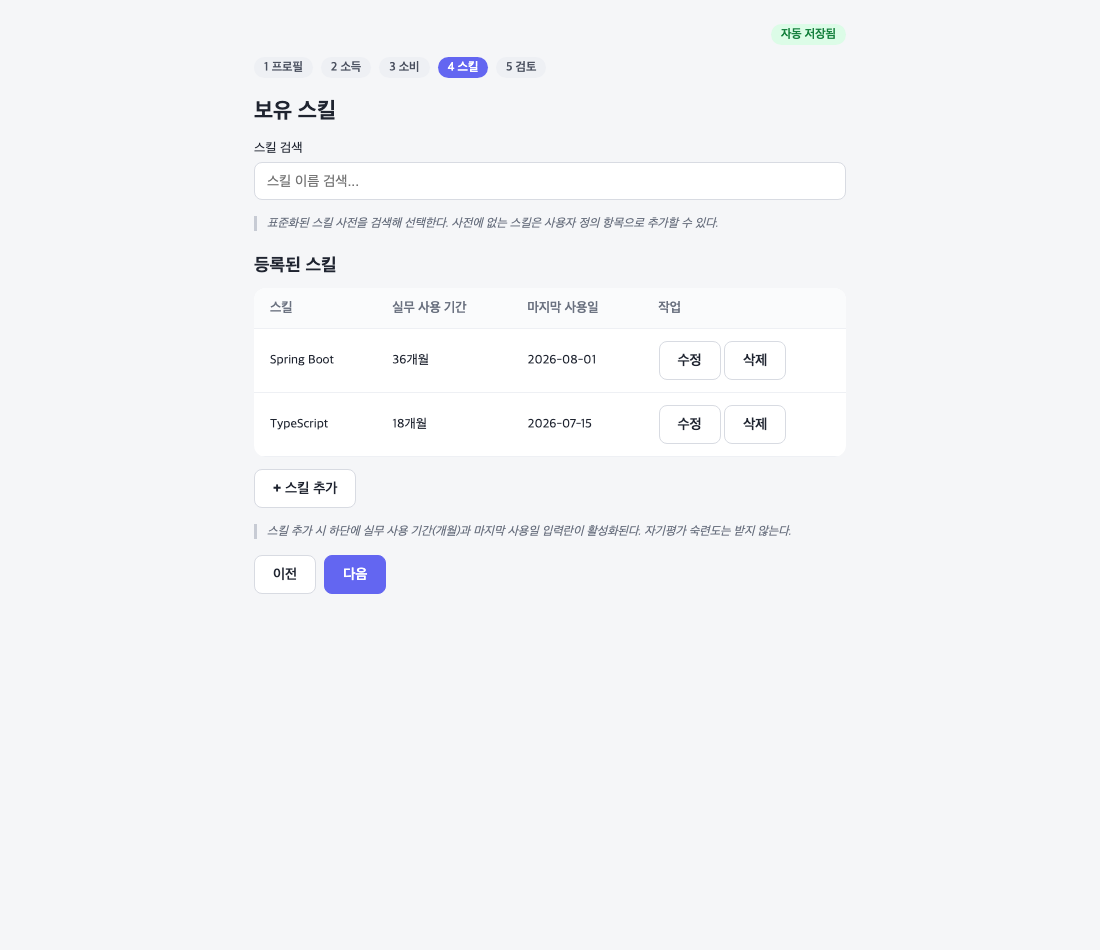 자동 저장됨
1 프로필 2 소득 3 소비 4 스킬 5 검토
보유 스킬
스킬 검색
스킬 이름 검색...
표준화된 스킬 사전을 검색해 선택한다. 사전에 없는 스킬은 사용자 정의 항목으로 추가할 수 있다.
등록된 스킬
스킬 실무 사용 기간 마지막 사용일 작업
Spring Boot 36개월 2026-08-01 수정 삭제
TypeScript 18개월 2026-07-15 수정 삭제
+ 스킬 추가
스킬 추가 시 하단에 실무 사용 기간(개월)과 마지막 사용일 입력란이 활성화된다. 자기평가 숙련도는 받지 않는다.
이전 다음